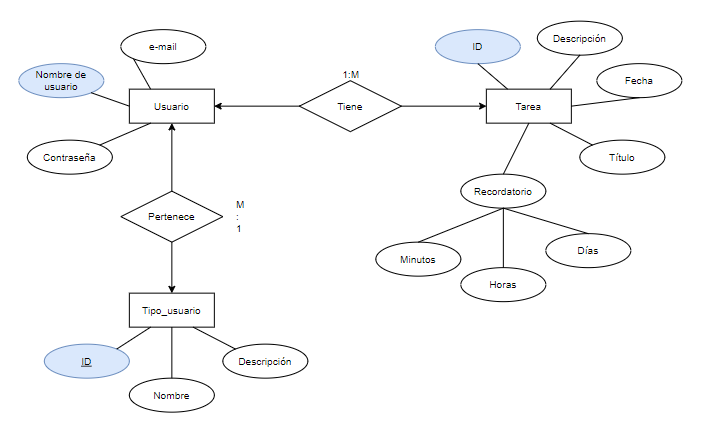 e-mail
ID
Descripción
Nombre de
usuario
1:M
Fecha
Usuario
Tiene
Tarea
Contraseña
Título
Recordatorio
Pertenece
M
:
1
Minutos
Horas
Días
Tipo_usuario
ID
Nombre
Descripción